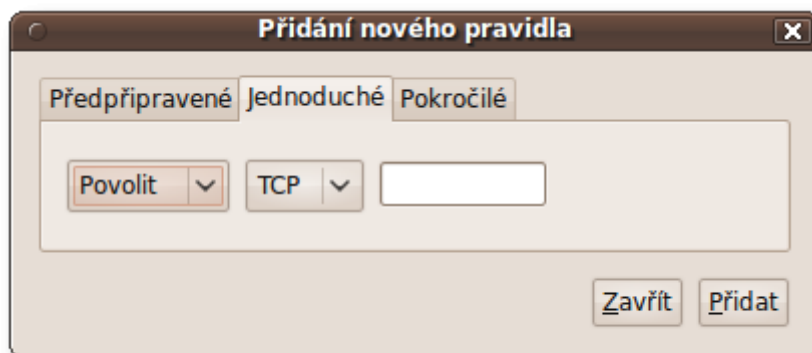 Přidání nového pravidla
Předpřipravené Jednoduché Pokročilé
Povolit TCP
Zavřít Přidat